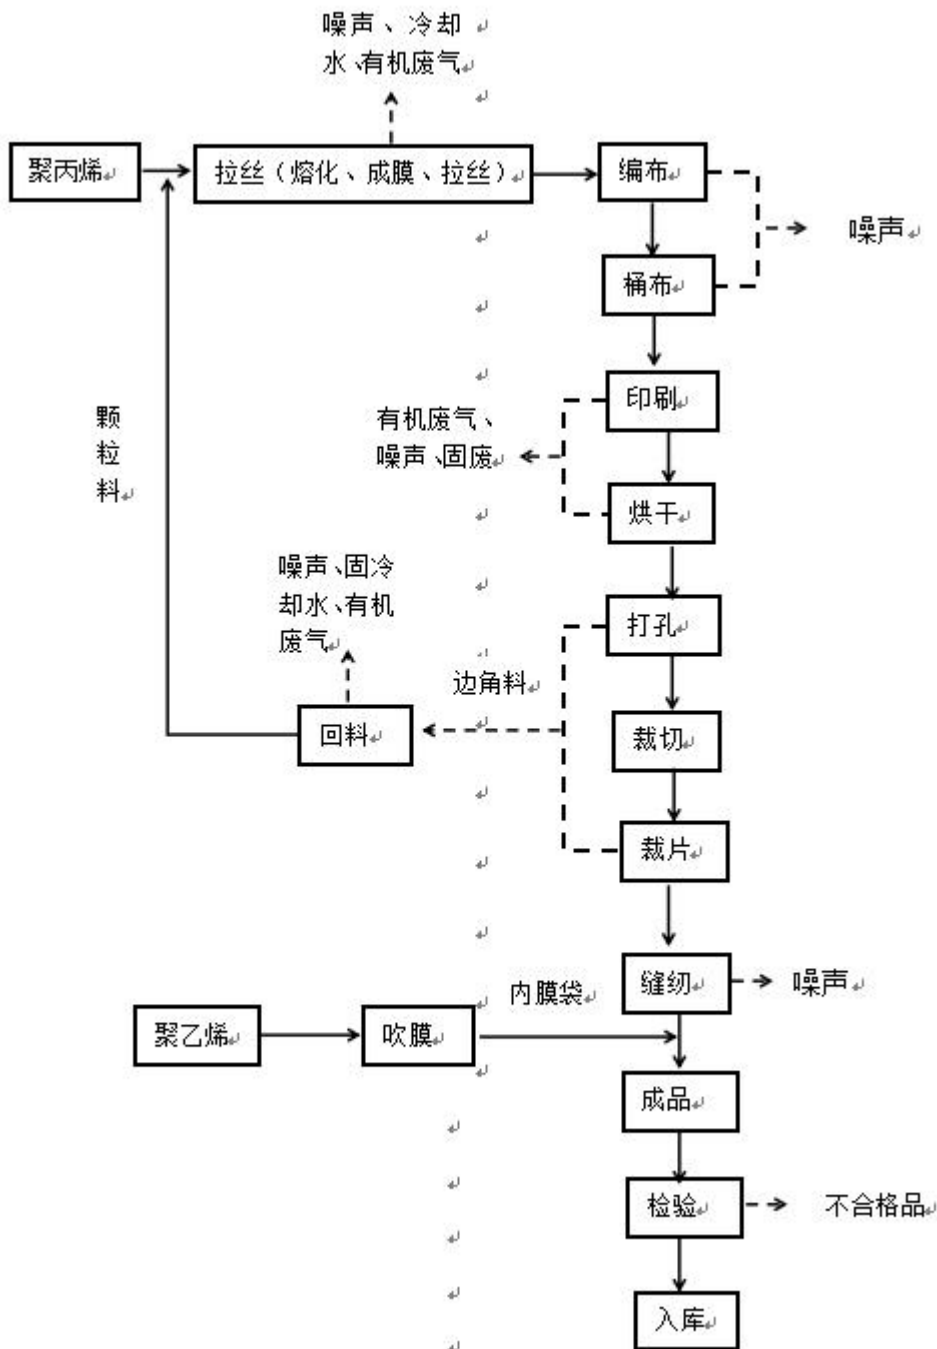 噪声、冷却
水、有机废气
聚丙烯
拉丝（熔化、成膜、拉丝）
编布
噪声
桶布
颗
粒
料
有机废气、
噪声、固废
印刷
烘干
噪声、固冷
却水、有机
废气
打孔
边角料
回料
裁切
裁片
缝纫
噪声
内膜袋
聚乙烯
吹膜
成品
检验
不合格品
入库